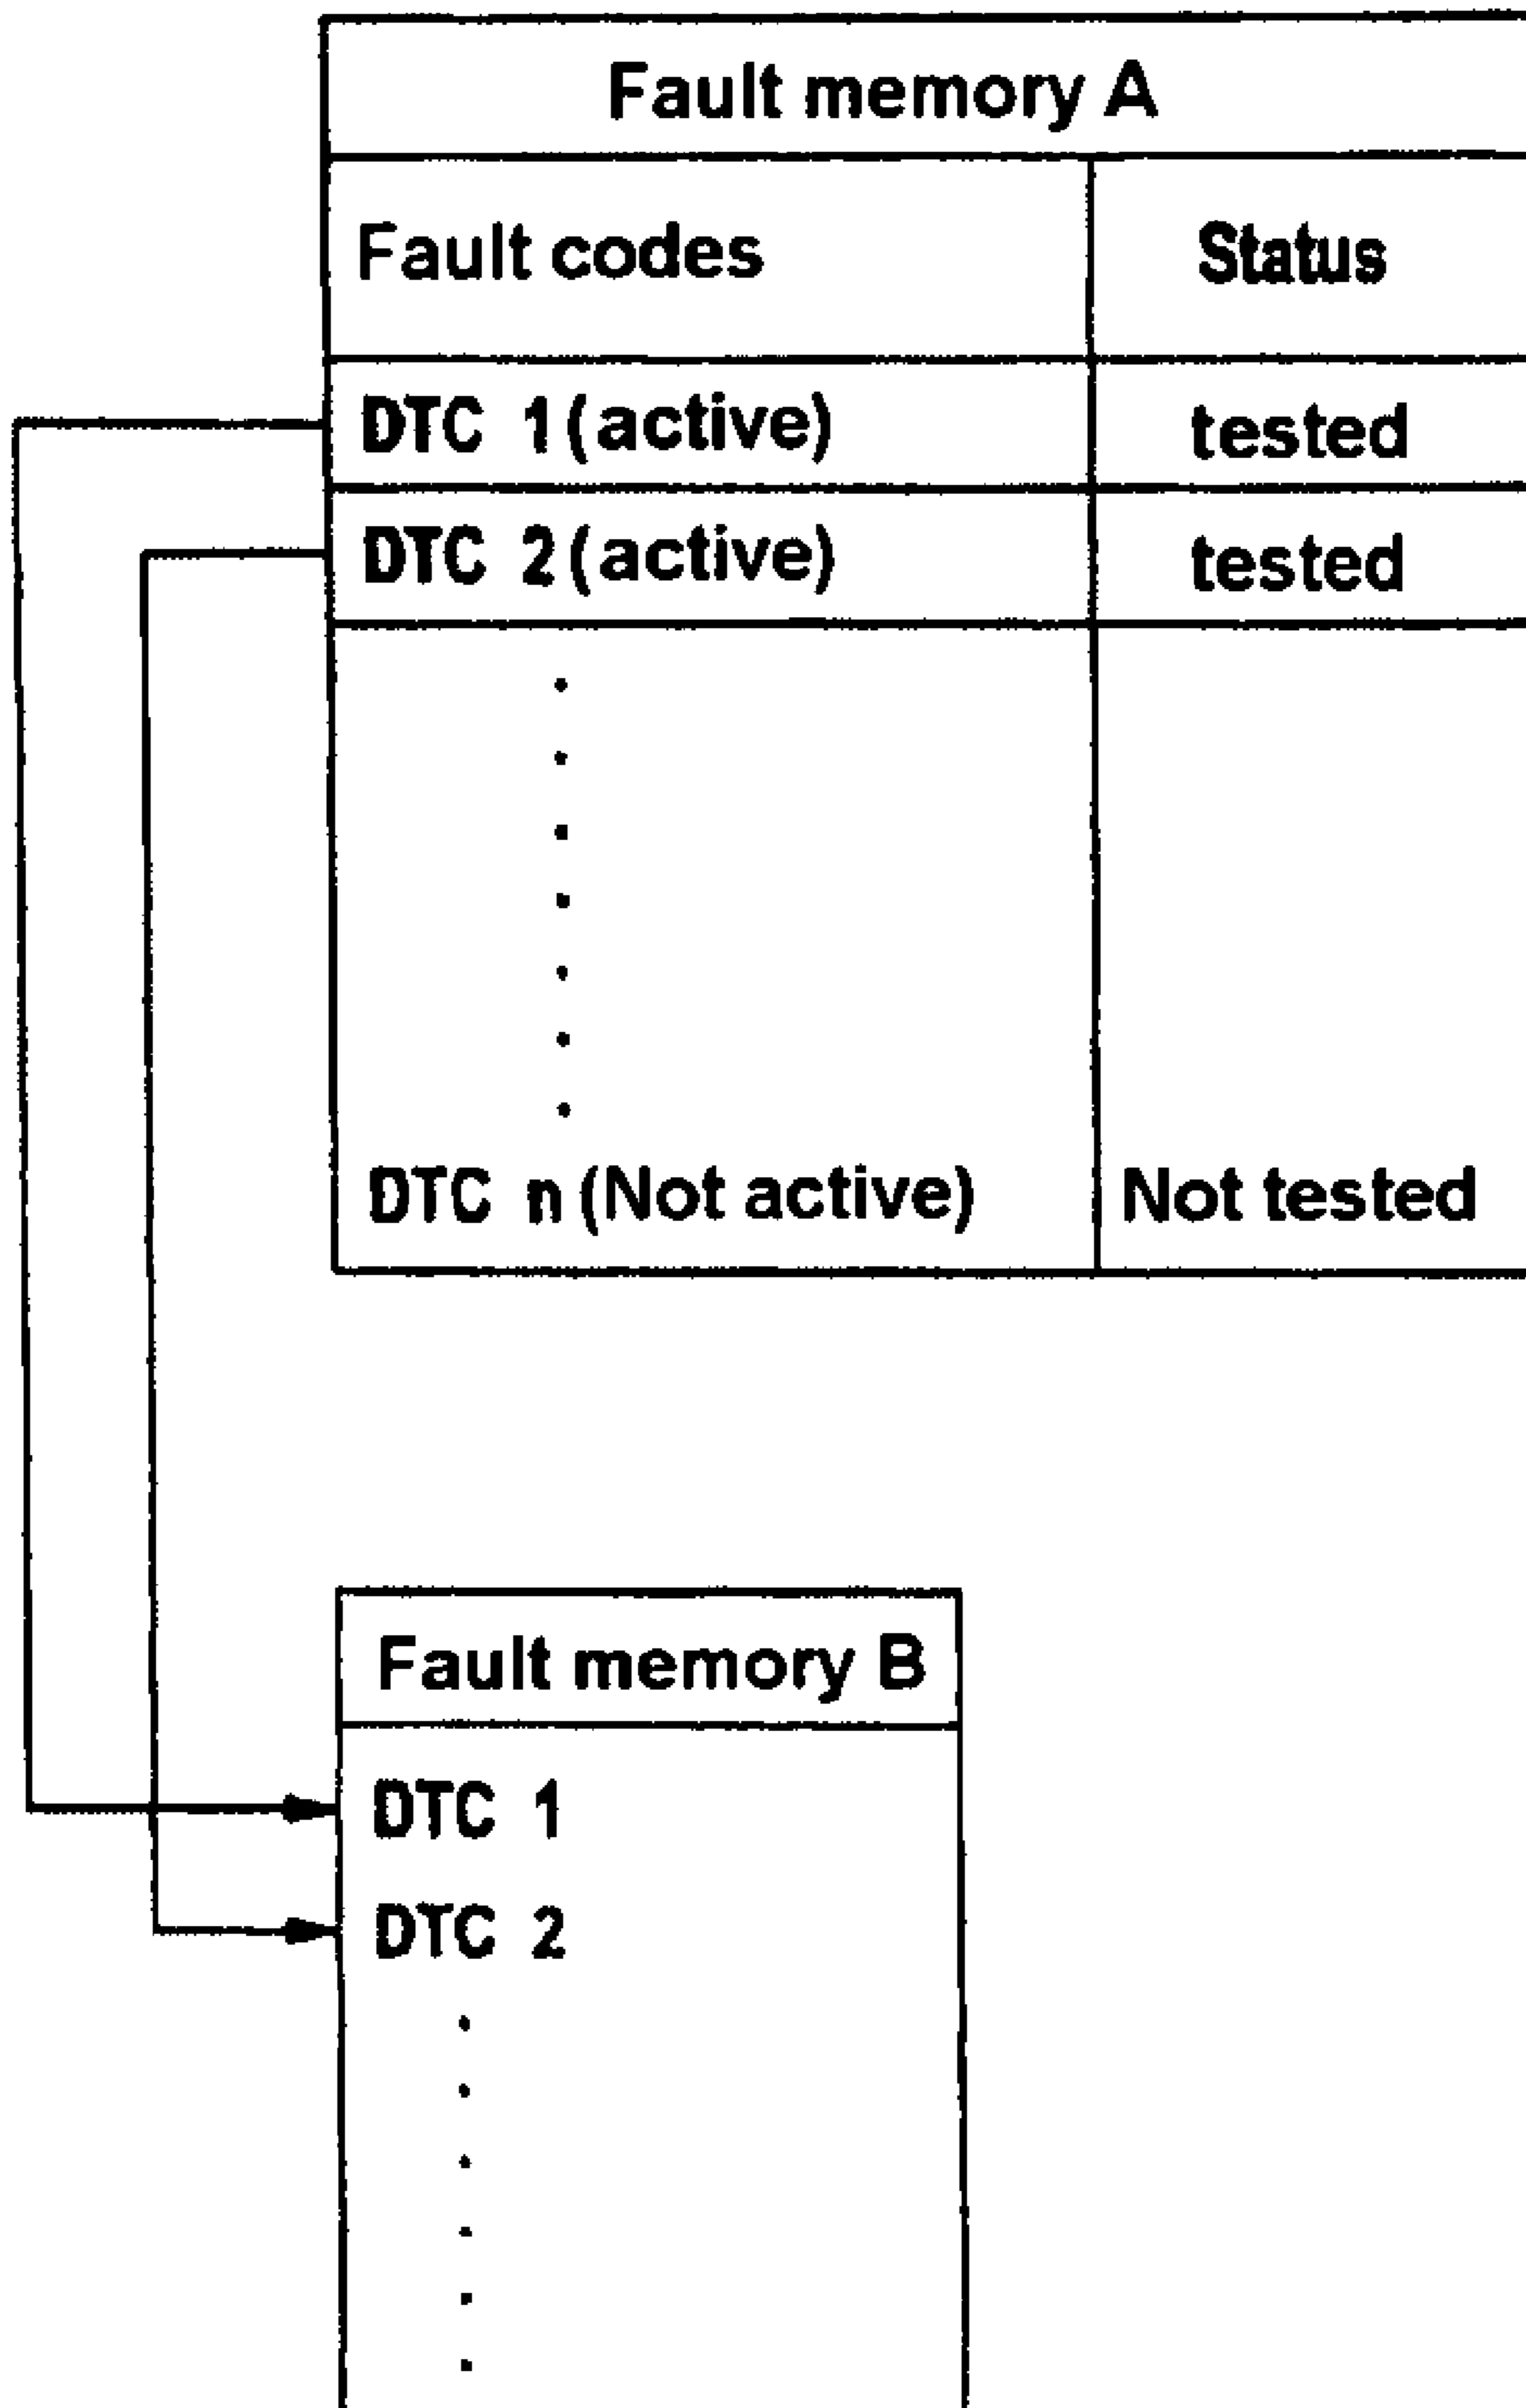 Fault memory A
Fault codes Status
DTC 1 (active) tested
DTC 2 (active) tested
DTC n (Not active) Not tested
Fault memory B
DTC 1
DTC 2